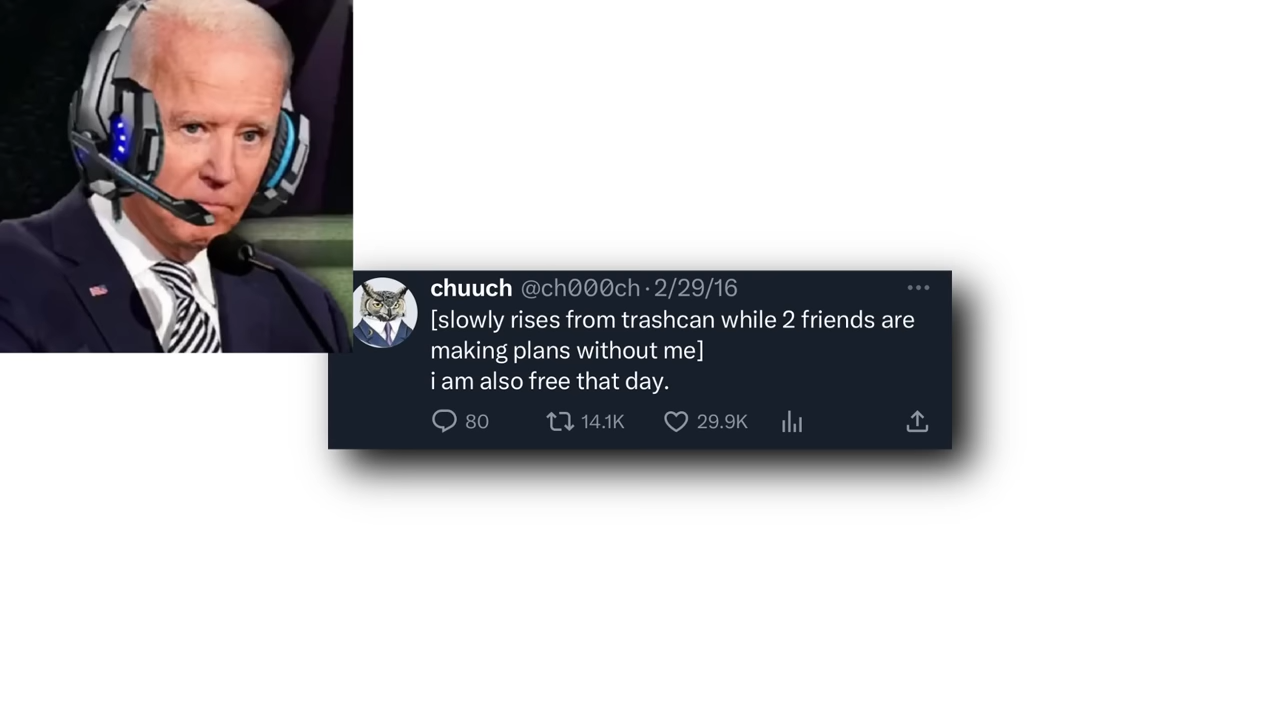 chuuch @ch000ch · 2/29/16
[slowly rises from trashcan while 2 friends are
making plans without me]
i am also free that day.
80 14.1K 29.9K